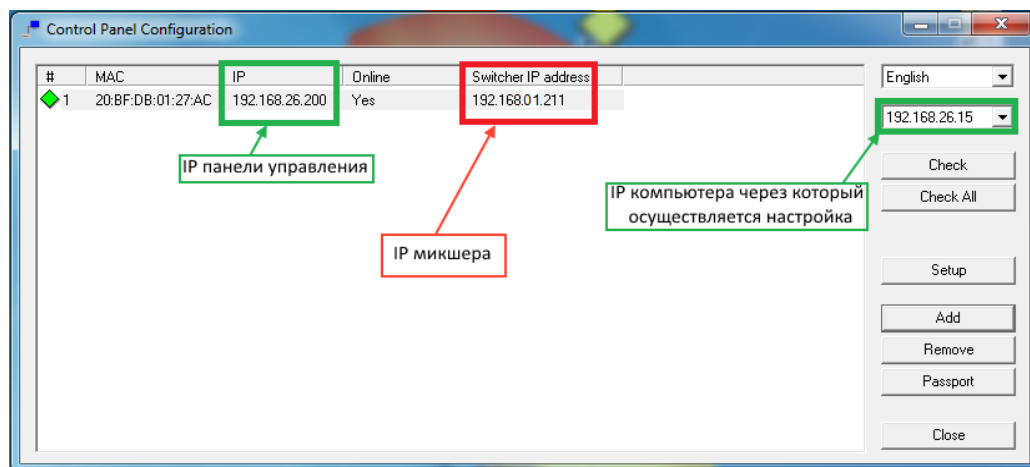 Control Panel Configuration
# MAC IP Online Switcher IP address
1 20:BF:DB:01:27:AC 192.168.26.200 Yes 192.168.01.211
IP панели управления
IP микшера
IP компьютера через который
осуществляется настройка
English
192.168.26.15
Check
Check All
Setup
Add
Remove
Passport
Close